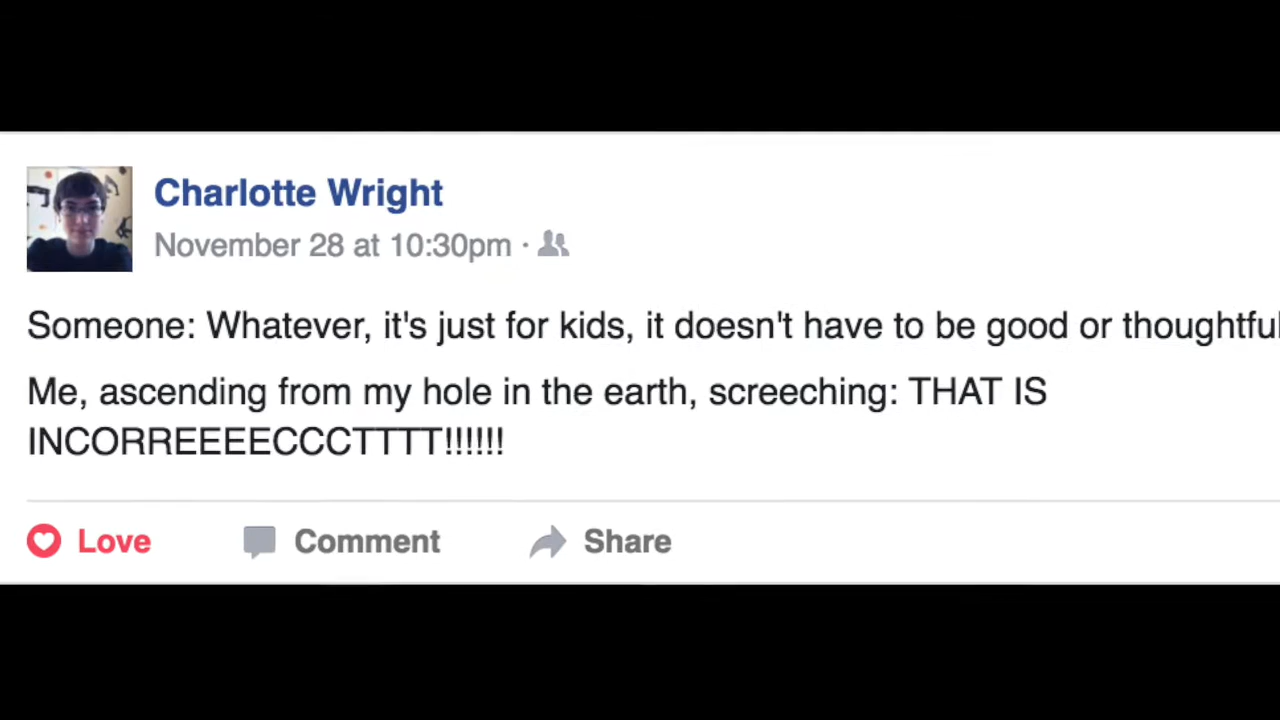 Charlotte Wright
November 28 at 10:30pm ·
Someone: Whatever, it's just for kids, it doesn't have to be good or thoughtful
Me, ascending from my hole in the earth, screeching: THAT IS
INCORREEEECCCTTTT!!!!!!
Love Comment Share